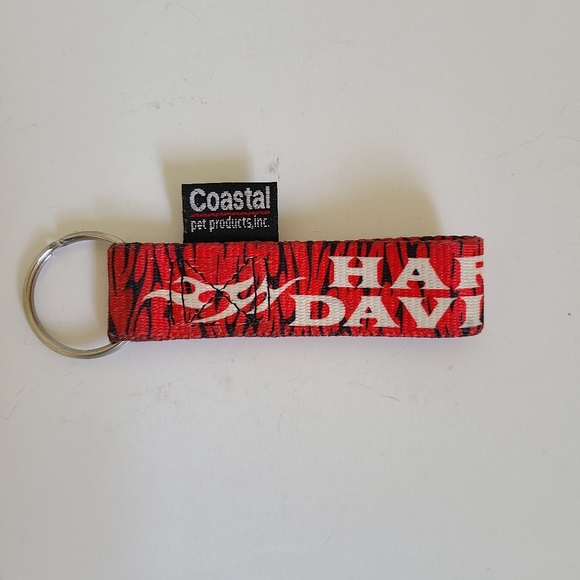 Coastal
pet products, inc.
HAR
DAVI